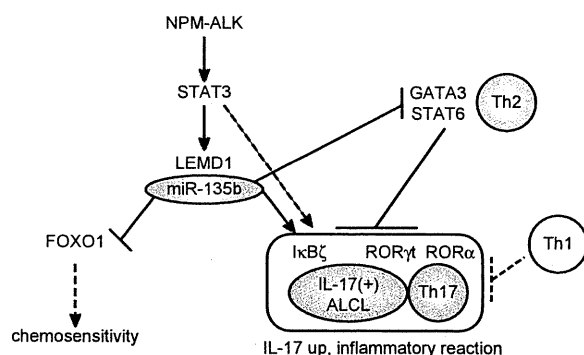 NPM-ALK
STAT3
GATA3
STAT6
Th2
LEMD1
miR-135b
FOXO1
Th1
IκBζ RORγt RORα
IL-17(+)
ALCL
Th17
chemosensitivity
IL-17 up, inflammatory reaction